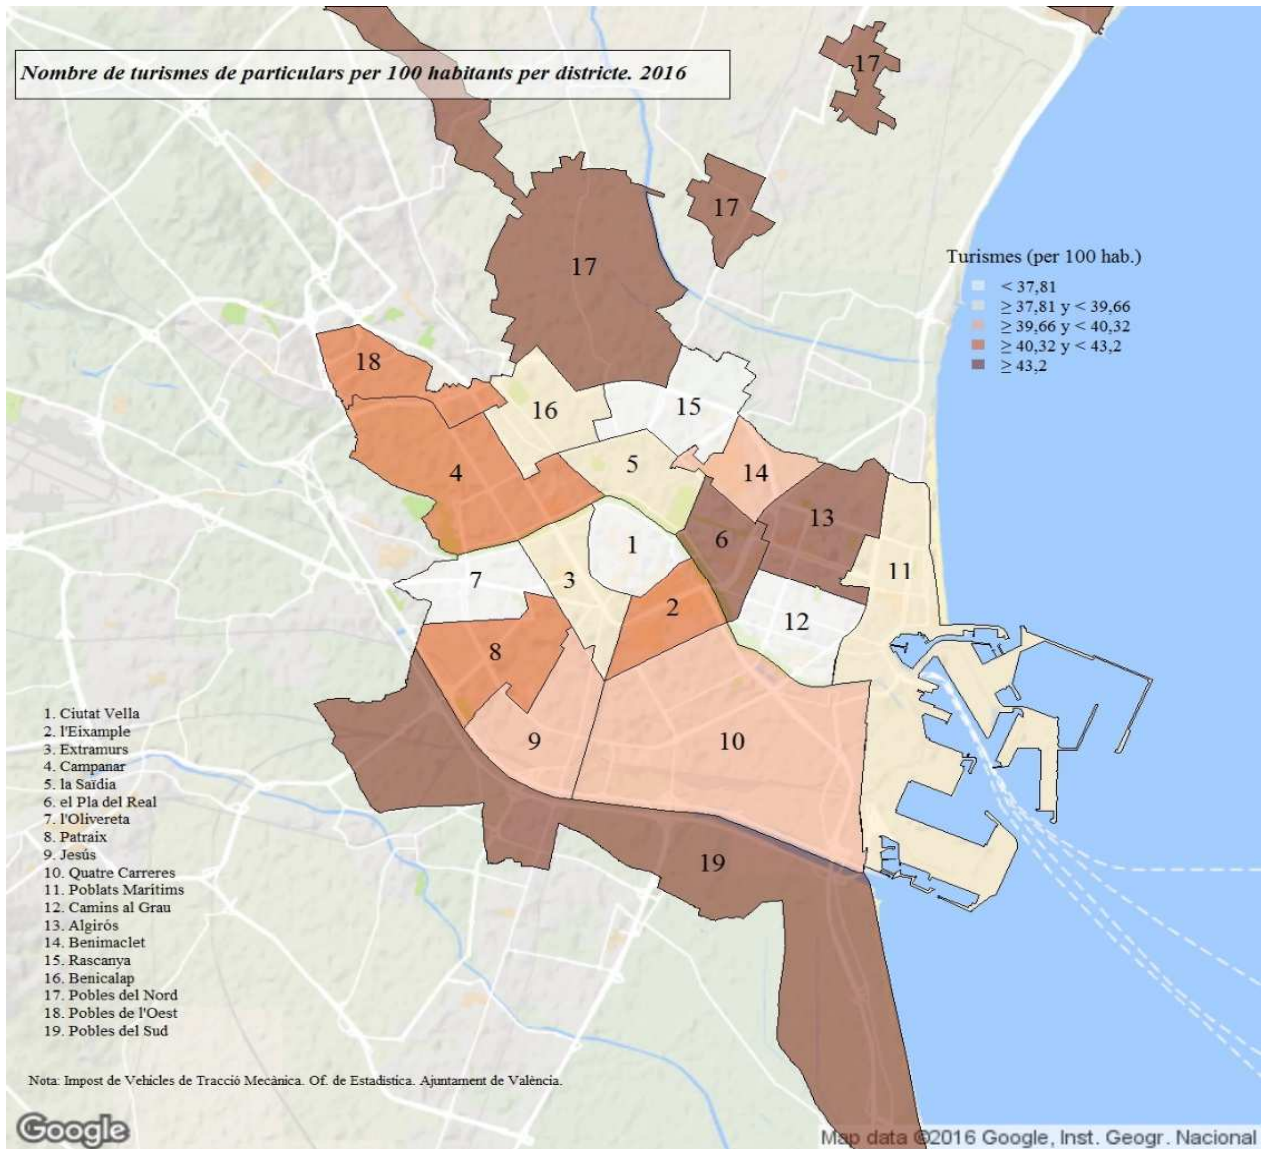 Nombre de turismes de particulars per 100 habitants per districte. 2016
17
17
17
Turismes (per 100 hab.)
< 37,81
≥ 37,81 y < 39,66
≥ 39,66 y < 40,32
≥ 40,32 y < 43,2
≥ 43,2
18
16
15
4
5
14
13
6
1
7
3
11
2
12
8
9
10
19
1. Ciutat Vella
2. l'Eixample
3. Extramurs
4. Campanar
5. la Saïdia
6. el Pla del Real
7. l'Olivereta
8. Patraix
9. Jesús
10. Quatre Carreres
11. Poblats Marítims
12. Camins al Grau
13. Algirós
14. Benimaclet
15. Rascanya
16. Benicalap
17. Pobles del Nord
18. Pobles de l'Oest
19. Pobles del Sud
Nota: Impost de Vehicles de Tracció Mecànica. Of. de Estadística. Ajuntament de València.
Google
Map data ©2016 Google, Inst. Geogr. Nacional